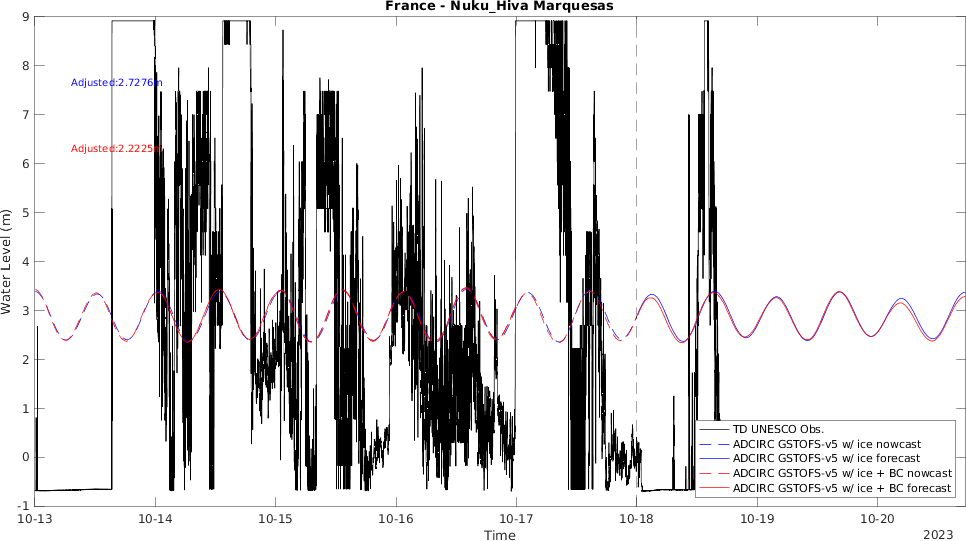 France - Nuku_Hiva Marquesas
9
8
7
6
5
4
3
2
1
0
-1
Water Level (m)
Adjusted:2.7276m
Adjusted:2.2225m
TD UNESCO Obs.
ADCIRC GSTOFS-v5 w/ ice nowcast
ADCIRC GSTOFS-v5 w/ ice forecast
ADCIRC GSTOFS-v5 w/ ice + BC nowcast
ADCIRC GSTOFS-v5 w/ ice + BC forecast
10-13 10-14 10-15 10-16 10-17 10-18 10-19 10-20
Time
2023